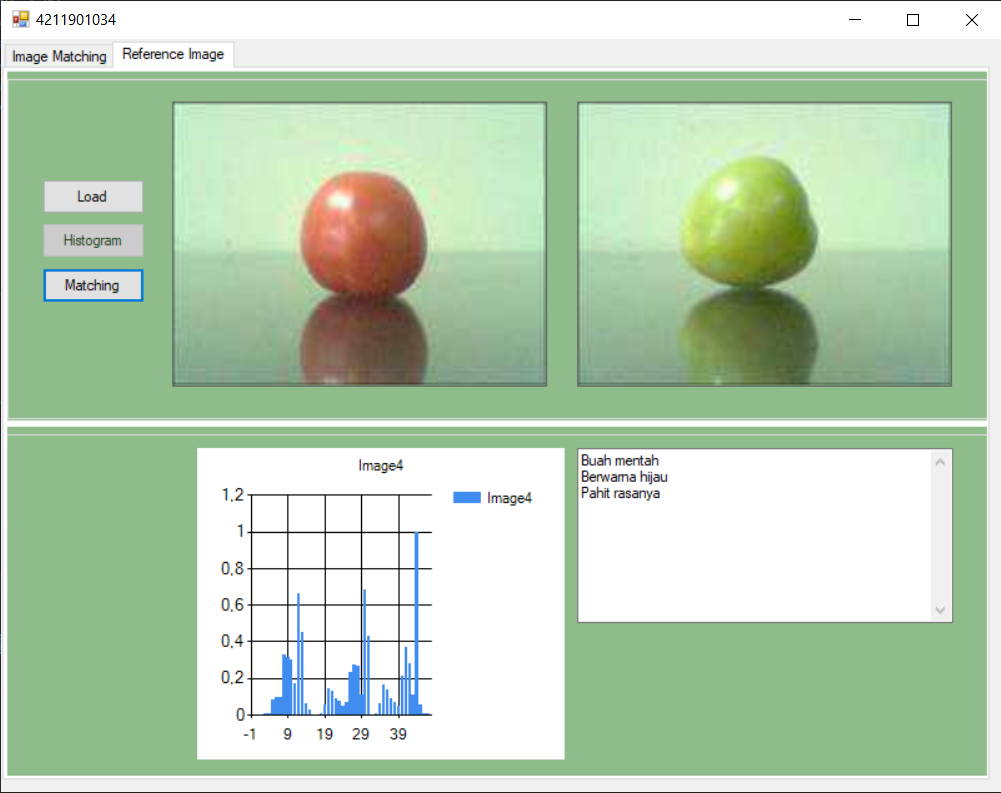 4211901034
Image Matching
Reference Image
Load
Histogram
Matching
Image4
1,2
1
0,8
0,6
0,4
0,2
0
-1 9 19 29 39
Image4
Buah mentah
Berwarna hijau
Pahit rasanya